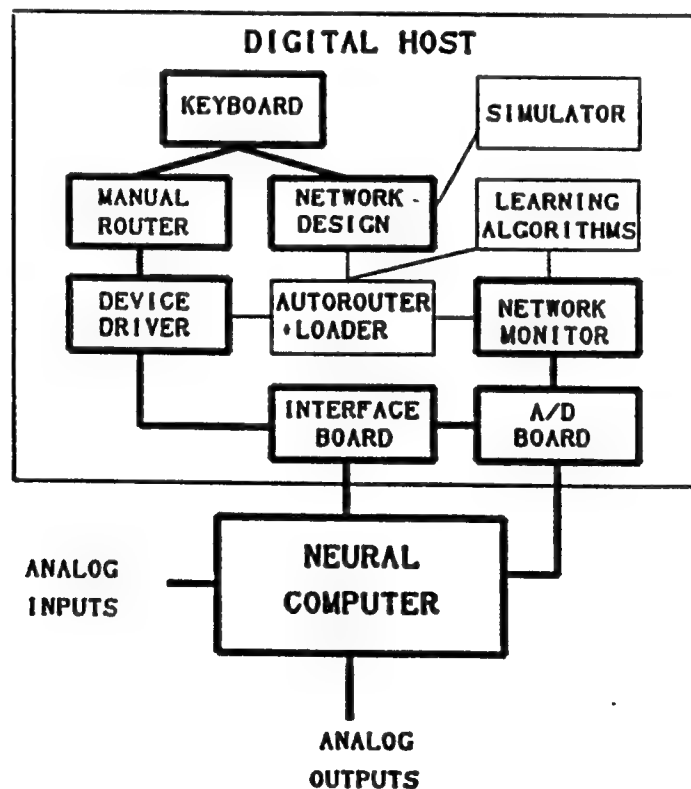 DIGITAL HOST
KEYBOARD
SIMULATOR
MANUAL
ROUTER
NETWORK
DESIGN
LEARNING
ALGORITHMS
DEVICE
DRIVER
AUTOROUTER
+LOADER
NETWORK
MONITOR
INTERFACE
BOARD
A/D
BOARD
NEURAL
COMPUTER
ANALOG
INPUTS
ANALOG
OUTPUTS